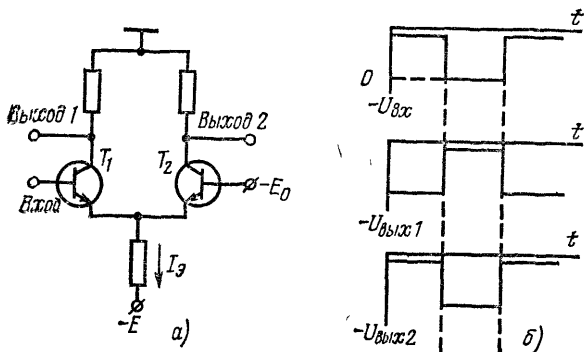 Выход 1
Выход 2
T₁
T₂
Вход
-E₀
Iэ
-E
а)
t
0
-Uвх
t
-Uвых1
t
-Uвых2
б)